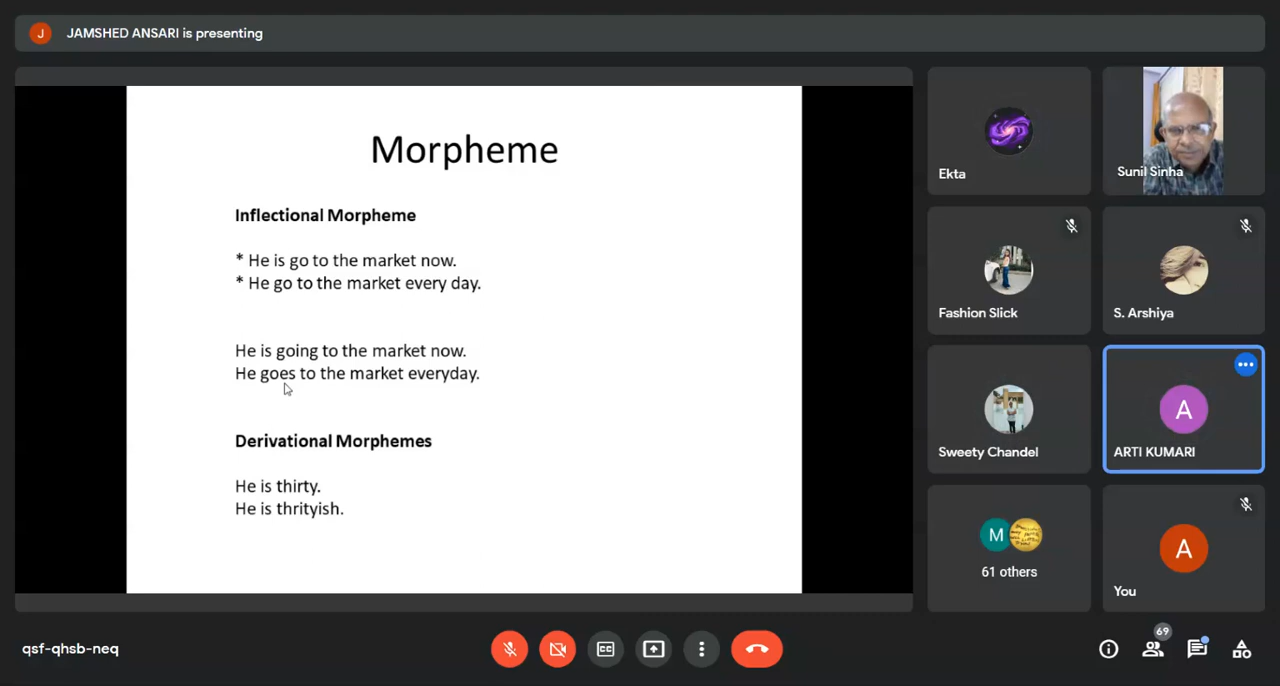 J JAMSHED ANSARI is presenting
Morpheme
Inflectional Morpheme
* He is go to the market now.
* He go to the market every day.
He is going to the market now.
He goes to the market everyday.
Derivational Morphemes
He is thirty.
He is thrityish.
Ekta
Sunil Sinha
Fashion Slick
S. Arshiya
Sweety Chandel
A
ARTI KUMARI
M
61 others
A
You
qsf-qhsb-neq
CC
69